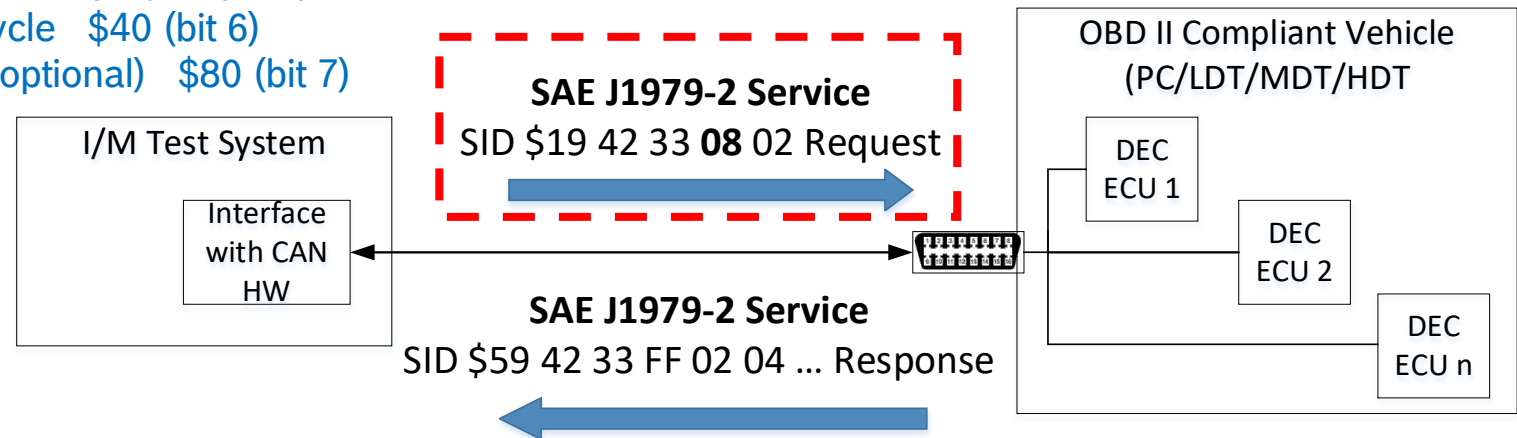 ycle $40 (bit 6)
optional) $80 (bit 7)
I/M Test System
Interface
with CAN
HW
SAE J1979-2 Service
SID $19 42 33 08 02 Request
SAE J1979-2 Service
SID $59 42 33 FF 02 04 ... Response
OBD II Compliant Vehicle
(PC/LDT/MDT/HDT
DEC
ECU 1
DEC
ECU 2
DEC
ECU n